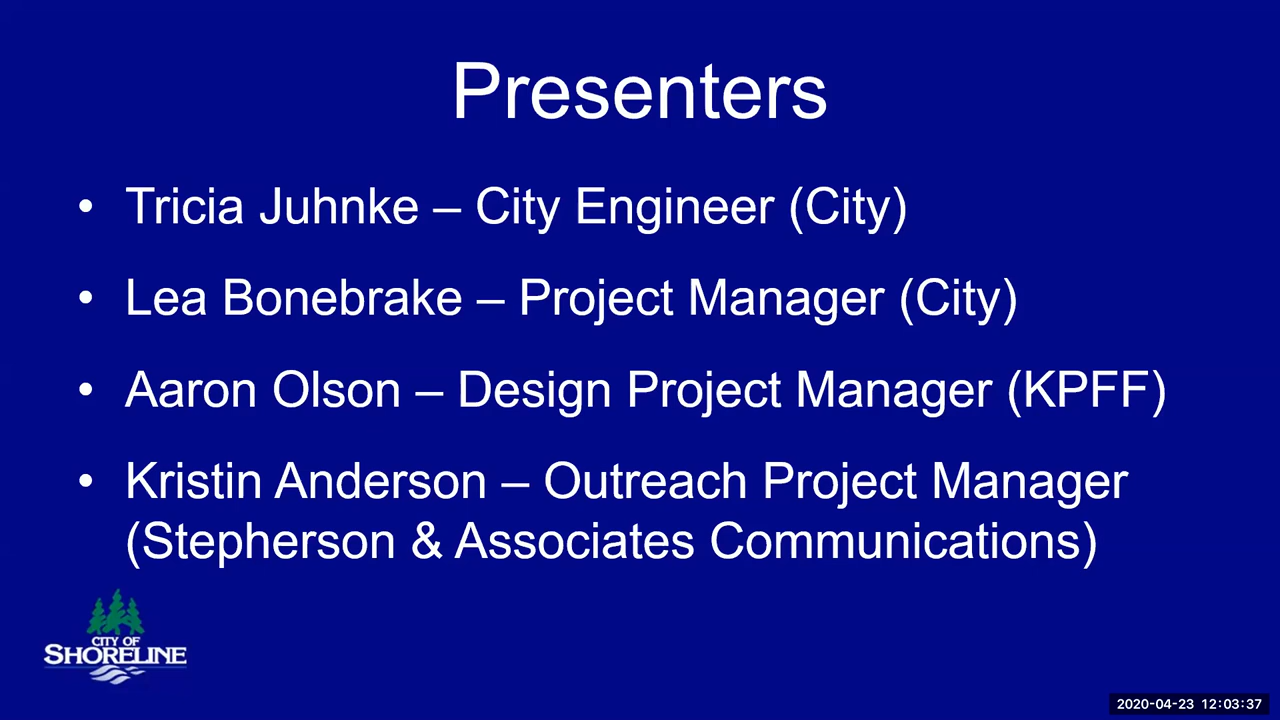 Presenters
• Tricia Juhnke – City Engineer (City)
• Lea Bonebrake – Project Manager (City)
• Aaron Olson – Design Project Manager (KPFF)
• Kristin Anderson – Outreach Project Manager
(Stepherson & Associates Communications)
CITY OF
SHORELINE
2020-04-23 12:03:37